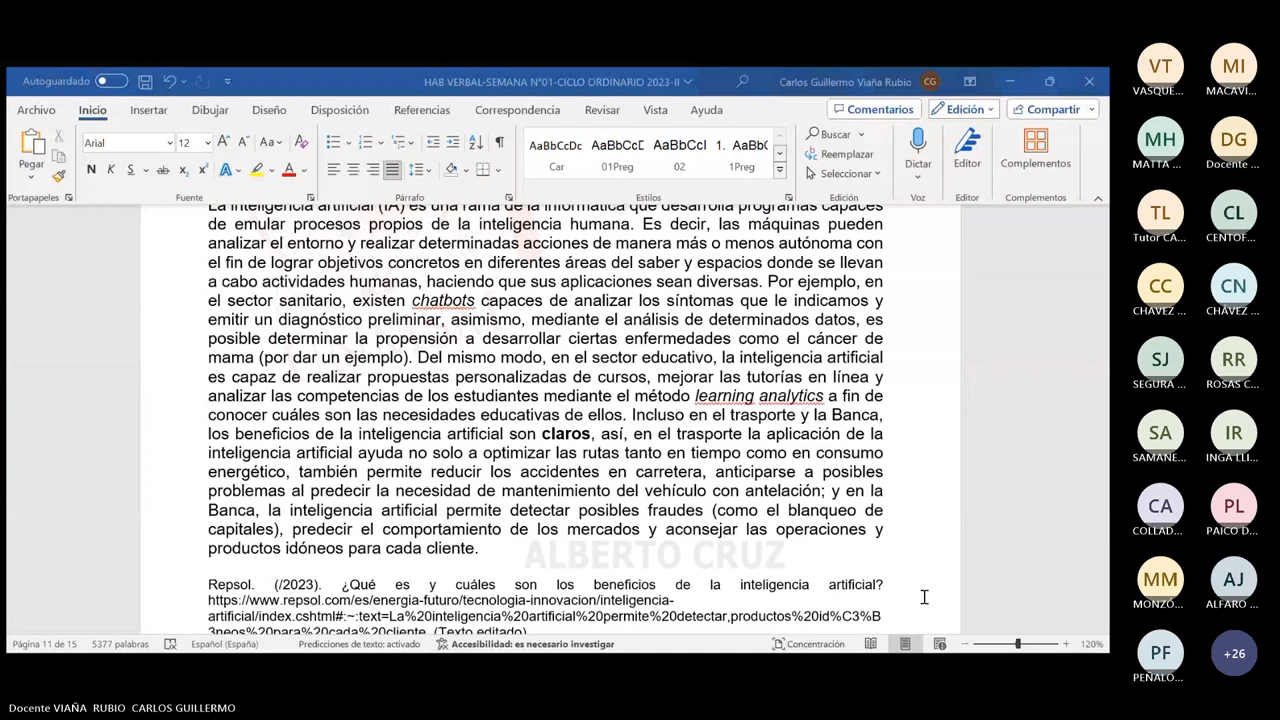 Autoguardado
HAB VERBAL-SEMANA N°01-CICLO ORDINARIO 2023-II
Carlos Guillermo Viaña Rubio
CG
Archivo
Inicio
Insertar
Dibujar
Diseño
Disposición
Referencias
Correspondencia
Revisar
Vista
Ayuda
Comentarios
Edición
Compartir
Pegar
Arial
12
AaBbCcDc
AaBbCcD
AaBbCcI
1. AaBb(
Car
01Preg
02
1Preg
Buscar
Reemplazar
Seleccionar
Dictar
Editor
Complementos
Portapapeles
Fuente
Párrafo
Estilos
Edición
Voz
Editor
Complementos
La inteligencia artificial (IA) es una rama de la informática que desarrolla programas capaces
de emular procesos propios de la inteligencia humana. Es decir, las máquinas pueden
analizar el entorno y realizar determinadas acciones de manera más o menos autónoma con
el fin de lograr objetivos concretos en diferentes áreas del saber y espacios donde se llevan
a cabo actividades humanas, haciendo que sus aplicaciones sean diversas. Por ejemplo, en
el sector sanitario, existen chatbots capaces de analizar los síntomas que le indicamos y
emitir un diagnóstico preliminar, asimismo, mediante el análisis de determinados datos, es
posible determinar la propensión a desarrollar ciertas enfermedades como el cáncer de
mama (por dar un ejemplo). Del mismo modo, en el sector educativo, la inteligencia artificial
es capaz de realizar propuestas personalizadas de cursos, mejorar las tutorías en línea y
analizar las competencias de los estudiantes mediante el método learning analytics a fin de
conocer cuáles son las necesidades educativas de ellos. Incluso en el trasporte y la Banca,
los beneficios de la inteligencia artificial son claros, así, en el trasporte la aplicación de la
inteligencia artificial ayuda no solo a optimizar las rutas tanto en tiempo como en consumo
energético, también permite reducir los accidentes en carretera, anticiparse a posibles
problemas al predecir la necesidad de mantenimiento del vehículo con antelación; y en la
Banca, la inteligencia artificial permite detectar posibles fraudes (como el blanqueo de
capitales), predecir el comportamiento de los mercados y aconsejar las operaciones y
productos idóneos para cada cliente.
ALBERTO CRUZ
Repsol. (/2023). ¿Qué es y cuáles son los beneficios de la inteligencia artificial?
https://www.repsol.com/es/energia-futuro/tecnologia-innovacion/inteligencia-
artificial/index.cshtml#:~:text=La%20inteligencia%20artificial%20permite%20detectar,productos%20id%C3%B
3neos%20para%20cada%20cliente. (Texto editado)
Página 11 de 15
5377 palabras
Español (España)
Predicciones de texto: activado
Accesibilidad: es necesario investigar
Concentración
120%
VT
VASQUE...
MI
MACAVI...
MH
MATTA ...
DG
Docente ...
TL
Tutor CA...
CL
CENTOF...
CC
CHAVEZ ...
CN
CHÁVEZ ...
SJ
SEGURA ...
RR
ROSAS C...
SA
SAMANE...
IR
INGA LLI...
CA
COLLAD...
PL
PAICO D...
MM
MONZO...
AJ
ALFARO ...
PF
PEÑALO...
+26
Docente VIAÑA RUBIO CARLOS GUILLERMO